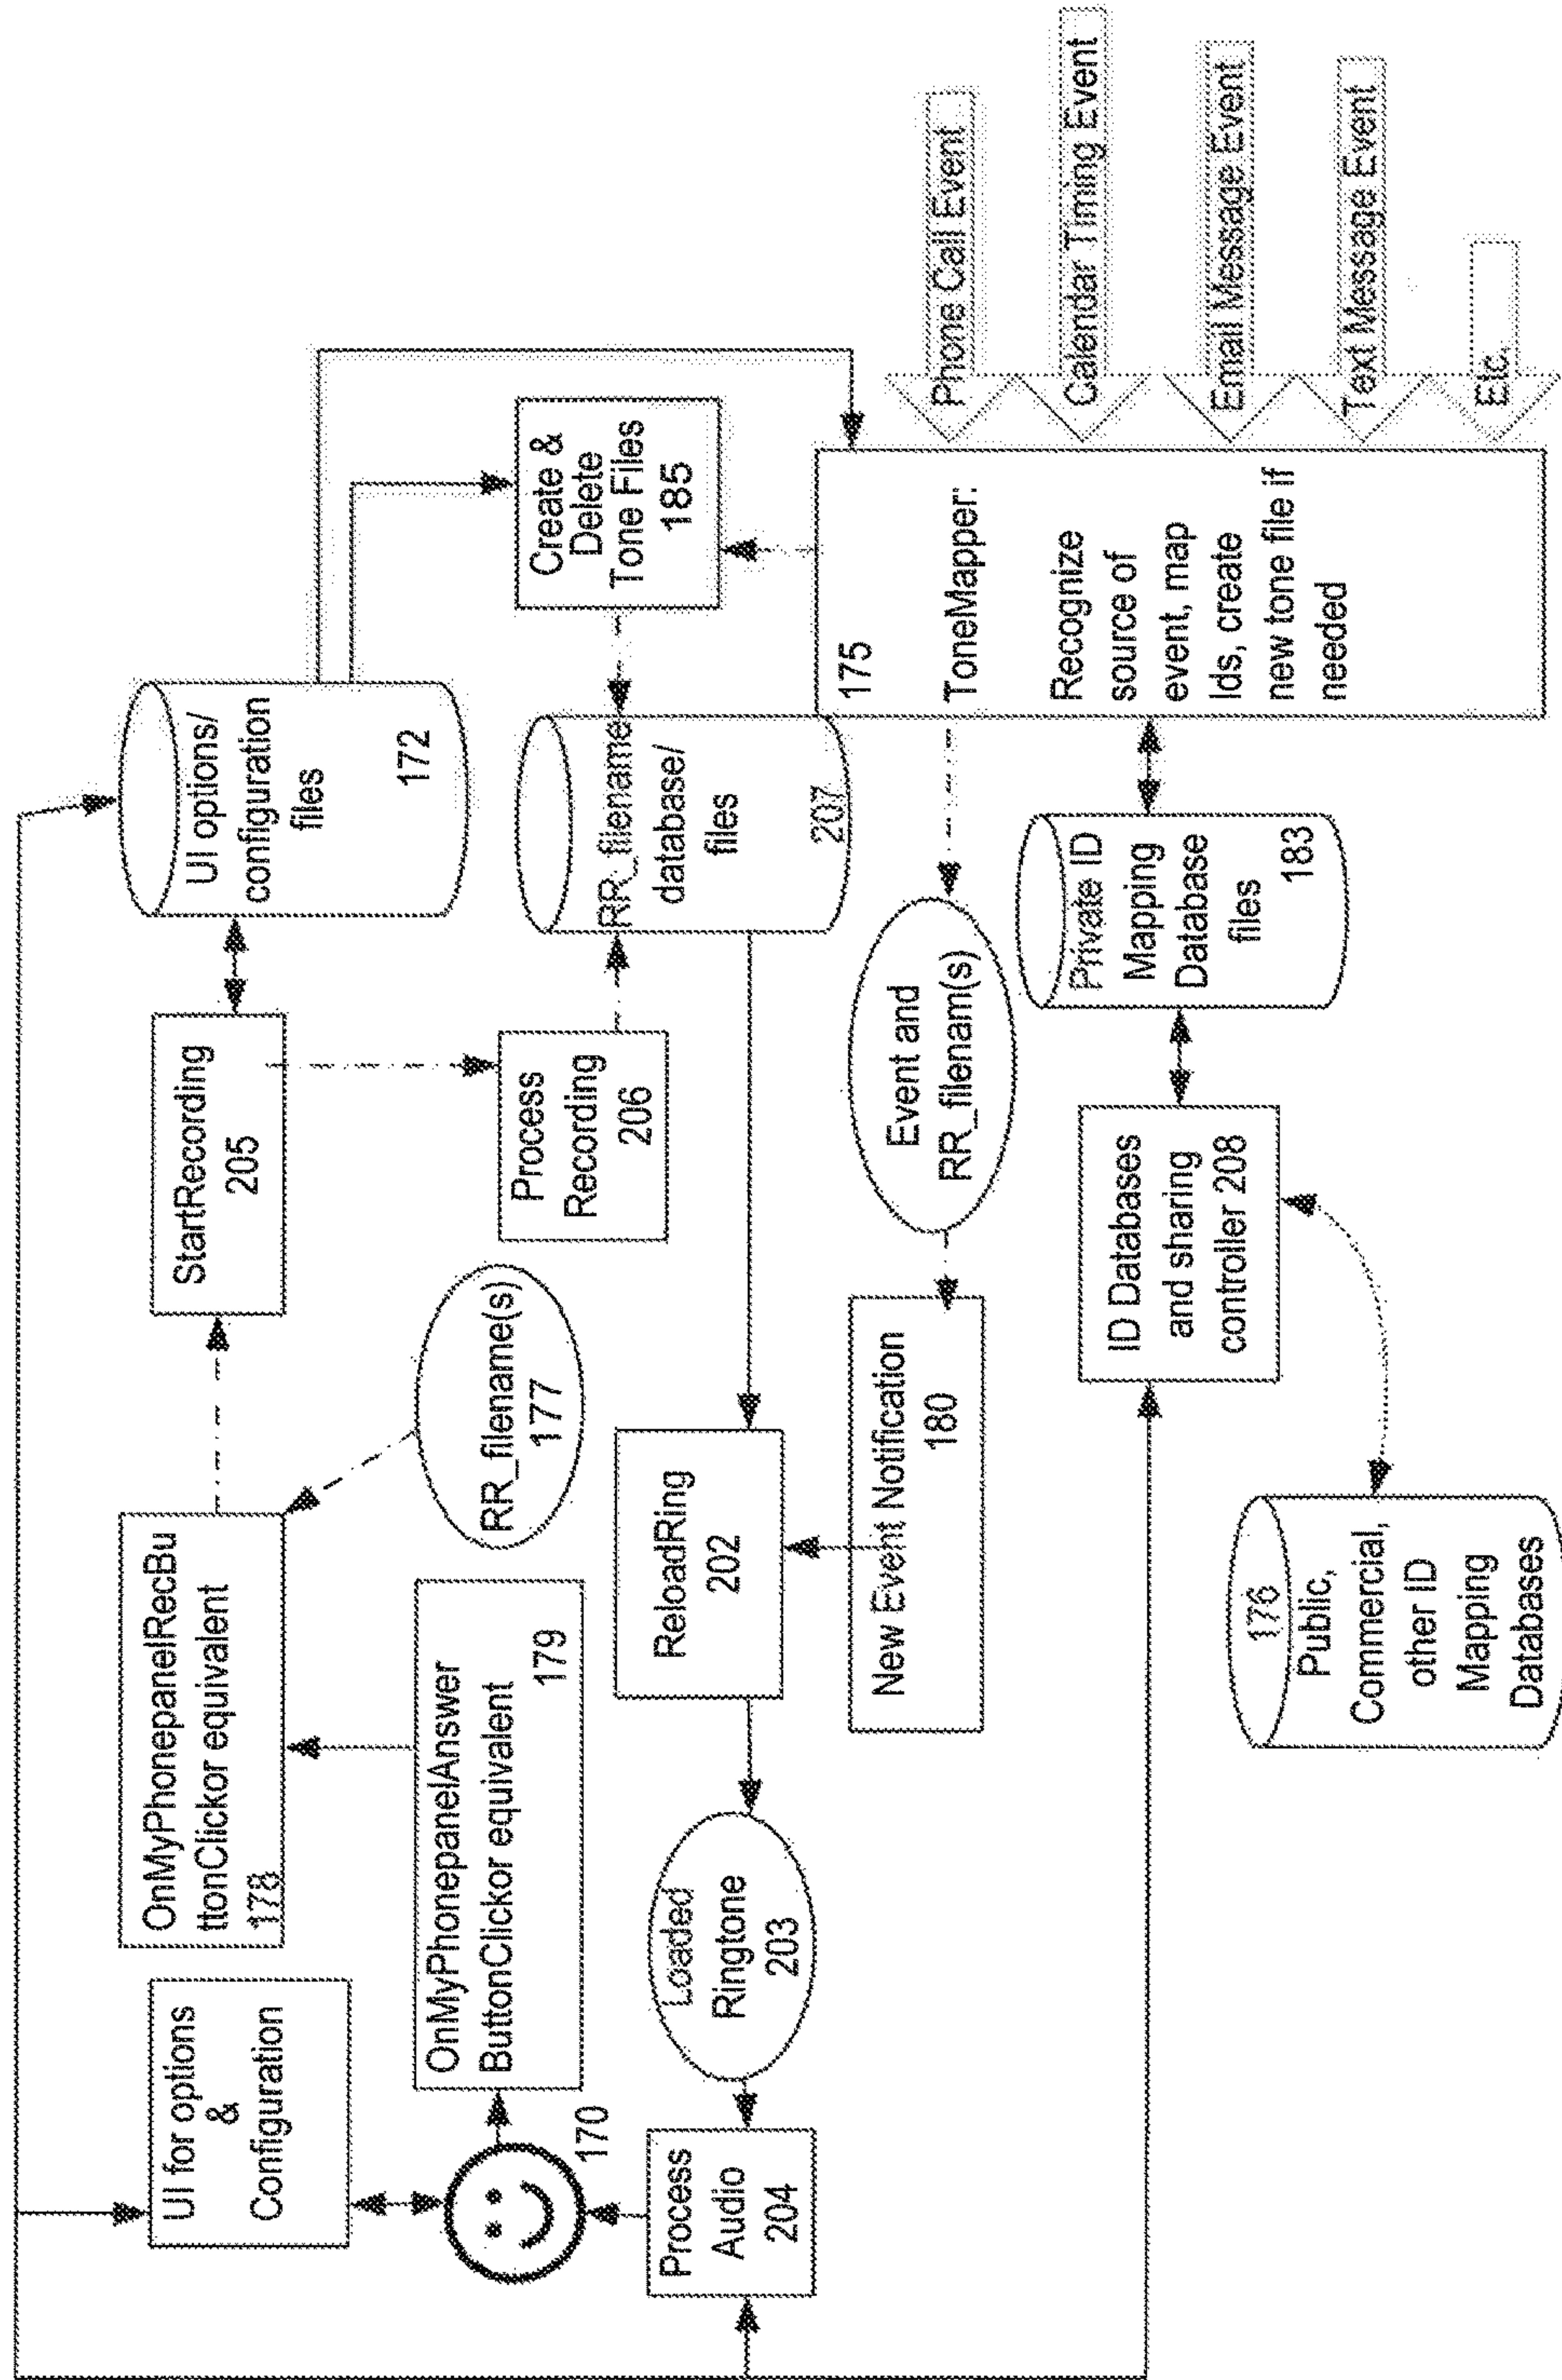 UI for options
&
Configuration
OnMyPhonepanelRecBu
ttonClickor equivalent
178
StartRecording
205
UI options/
configuration
files
172
170
OnMyPhonepanelAnswer
ButtonClickor equivalent
179
RR_filename(s)
177
Process
Recording
206
RR_filename
database/
files
207
Create &
Delete
Tone Files
185
Process
Audio
204
Loaded
Ringtone
203
ReloadRing
202
New Event Notification
180
Event and
RR_filenam(s)
175
ToneMapper:
Recognize
source of
event, map
Ids, create
new tone file if
needed
Phone Call Event
Calendar Timing Event
Email Message Event
Text Message Event
Etc.
176
Public,
Commercial,
other ID
Mapping
Databases
ID Databases
and sharing
controller 208
Private ID
Mapping
Database
files
183